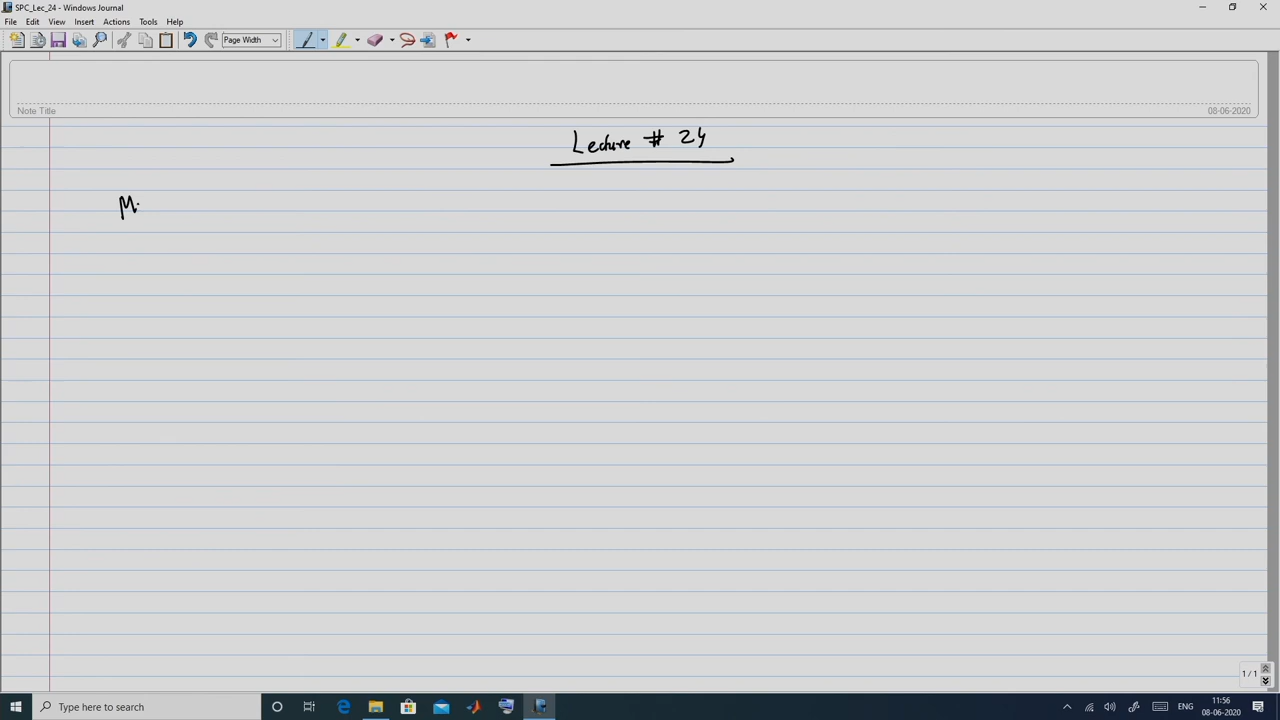 SPC_Lec_24 - Windows Journal
File Edit View Insert Actions Tools Help
Page Width
Note Title
08-06-2020
Lecture # 24
M
1 / 1
Type here to search
ENG
11:56
08-06-2020